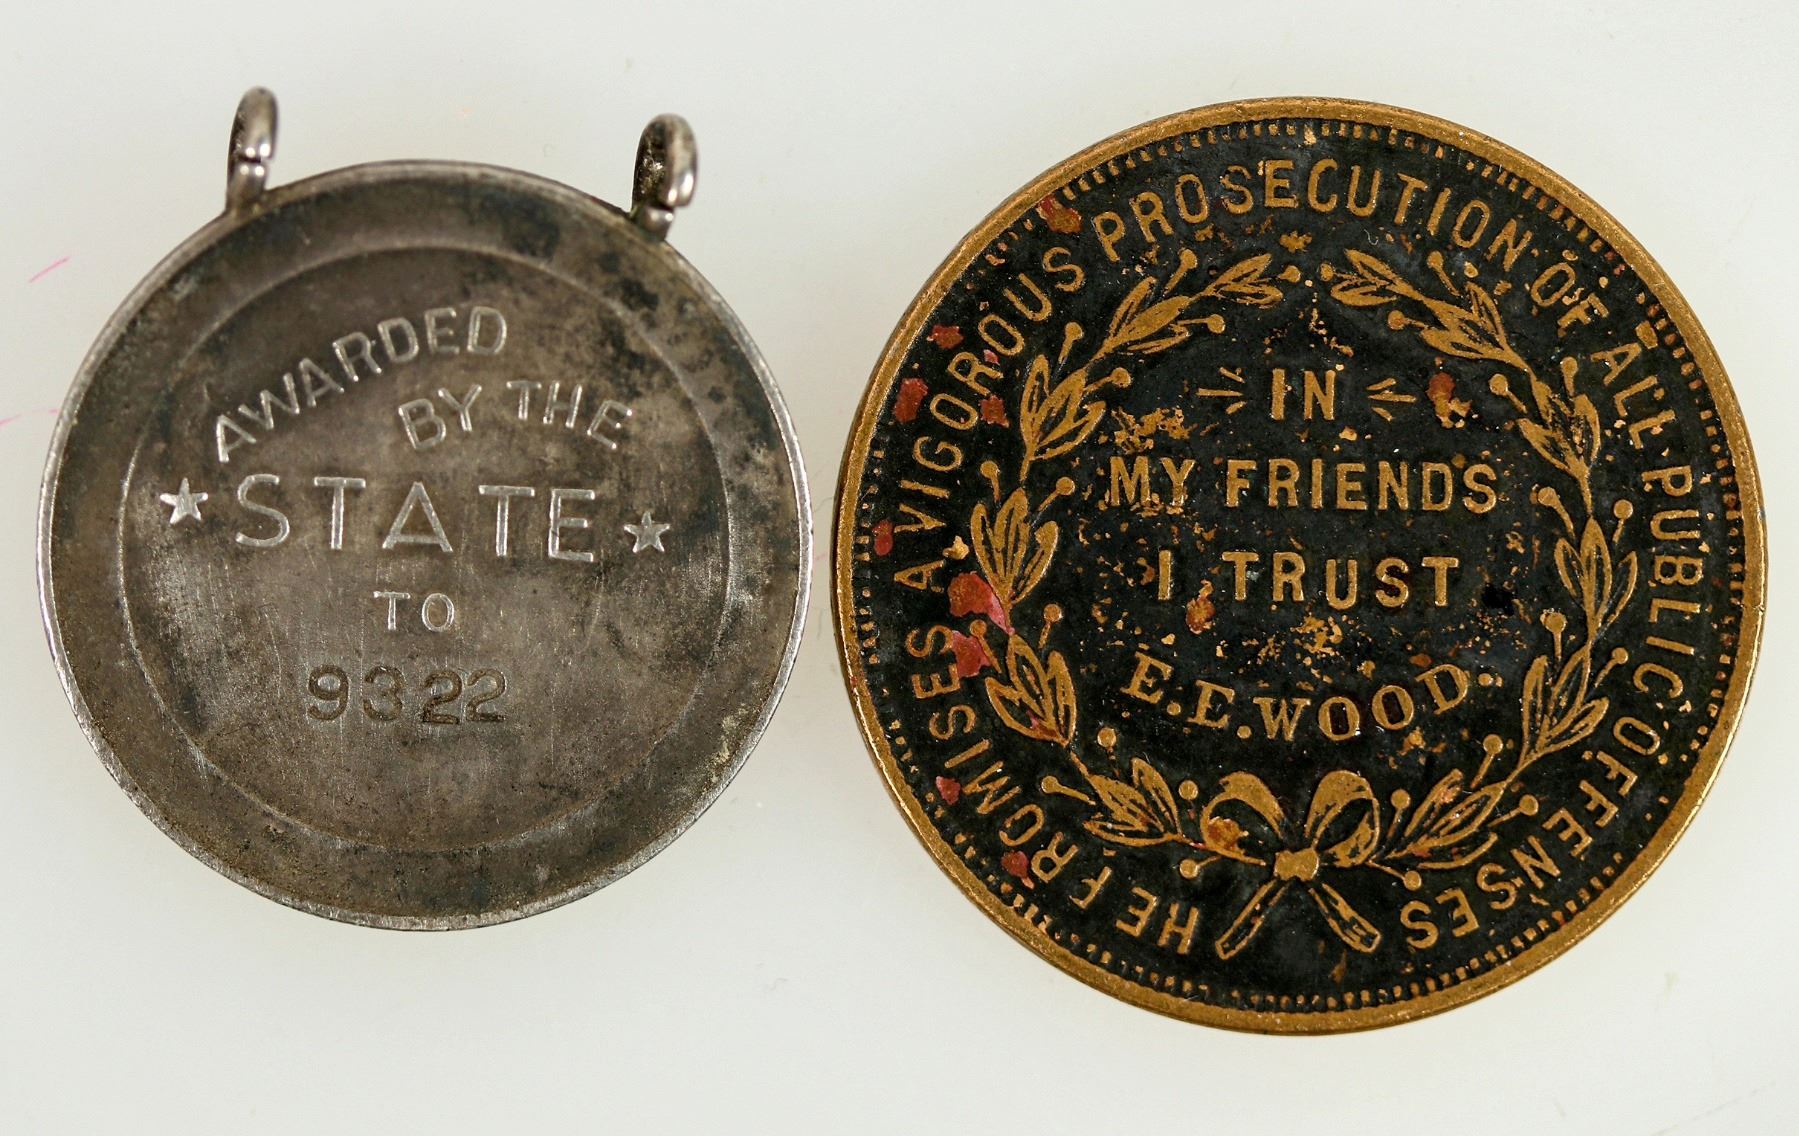 AWARDED
BY THE
★ STATE ★
TO
9322
HE PROMISES A VIGOROUS PROSECUTION OF ALL PUBLIC OFFENSES
IN
MY FRIENDS
I TRUST
E.E.WOOD.